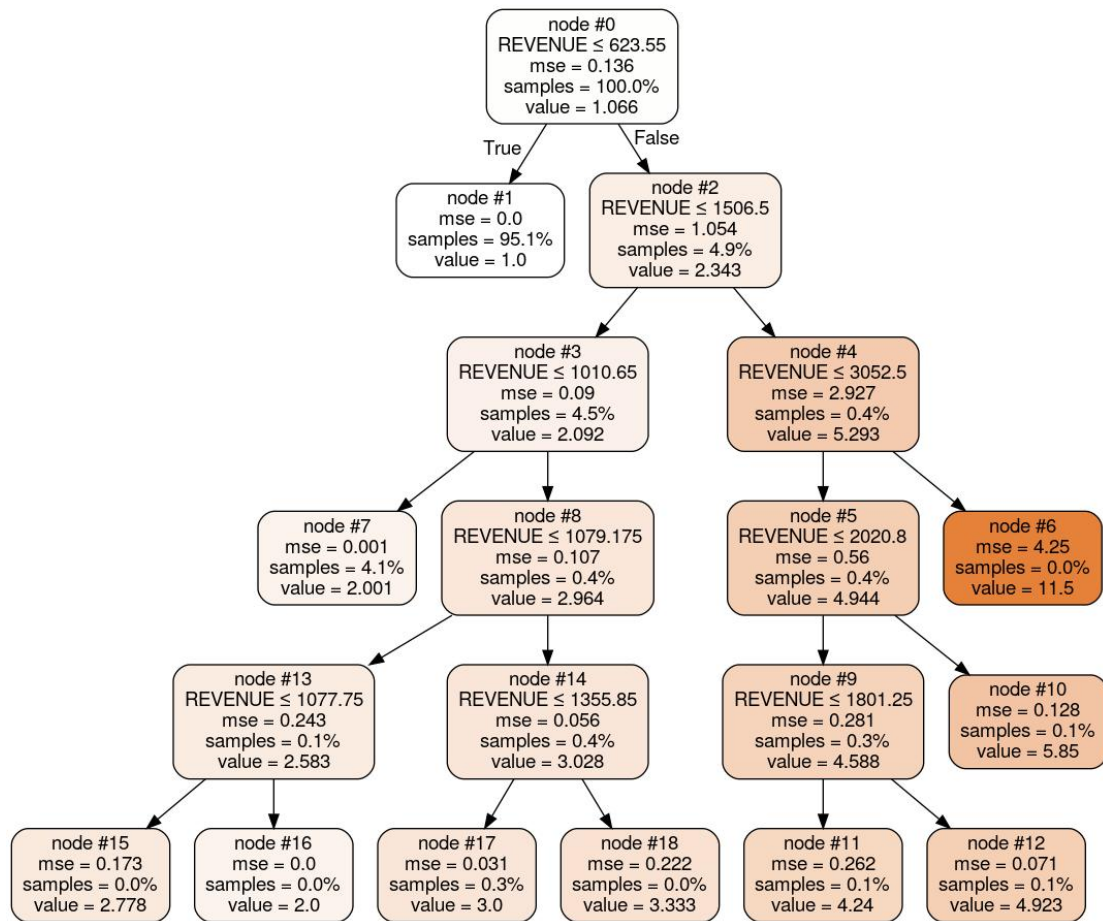 node #0
REVENUE ≤ 623.55
mse = 0.136
samples = 100.0%
value = 1.066
True
False
node #1
mse = 0.0
samples = 95.1%
value = 1.0
node #2
REVENUE ≤ 1506.5
mse = 1.054
samples = 4.9%
value = 2.343
node #3
REVENUE ≤ 1010.65
mse = 0.09
samples = 4.5%
value = 2.092
node #4
REVENUE ≤ 3052.5
mse = 2.927
samples = 0.4%
value = 5.293
node #7
mse = 0.001
samples = 4.1%
value = 2.001
node #8
REVENUE ≤ 1079.175
mse = 0.107
samples = 0.4%
value = 2.964
node #5
REVENUE ≤ 2020.8
mse = 0.56
samples = 0.4%
value = 4.944
node #6
mse = 4.25
samples = 0.0%
value = 11.5
node #13
REVENUE ≤ 1077.75
mse = 0.243
samples = 0.1%
value = 2.583
node #14
REVENUE ≤ 1355.85
mse = 0.056
samples = 0.4%
value = 3.028
node #9
REVENUE ≤ 1801.25
mse = 0.281
samples = 0.3%
value = 4.588
node #10
mse = 0.128
samples = 0.1%
value = 5.85
node #15
mse = 0.173
samples = 0.0%
value = 2.778
node #16
mse = 0.0
samples = 0.0%
value = 2.0
node #17
mse = 0.031
samples = 0.3%
value = 3.0
node #18
mse = 0.222
samples = 0.0%
value = 3.333
node #11
mse = 0.262
samples = 0.1%
value = 4.24
node #12
mse = 0.071
samples = 0.1%
value = 4.923